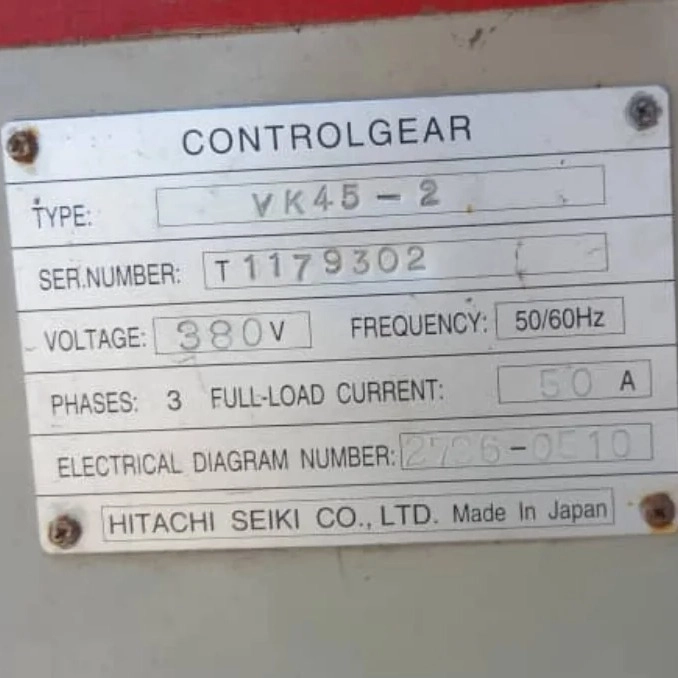 CONTROLGEAR
TYPE: VK45-2
SER.NUMBER: T1179302
VOLTAGE: 380V FREQUENCY: 50/60Hz
PHASES: 3 FULL-LOAD CURRENT: 50 A
ELECTRICAL DIAGRAM NUMBER:
HITACHI SEIKI CO., LTD. Made In Japan